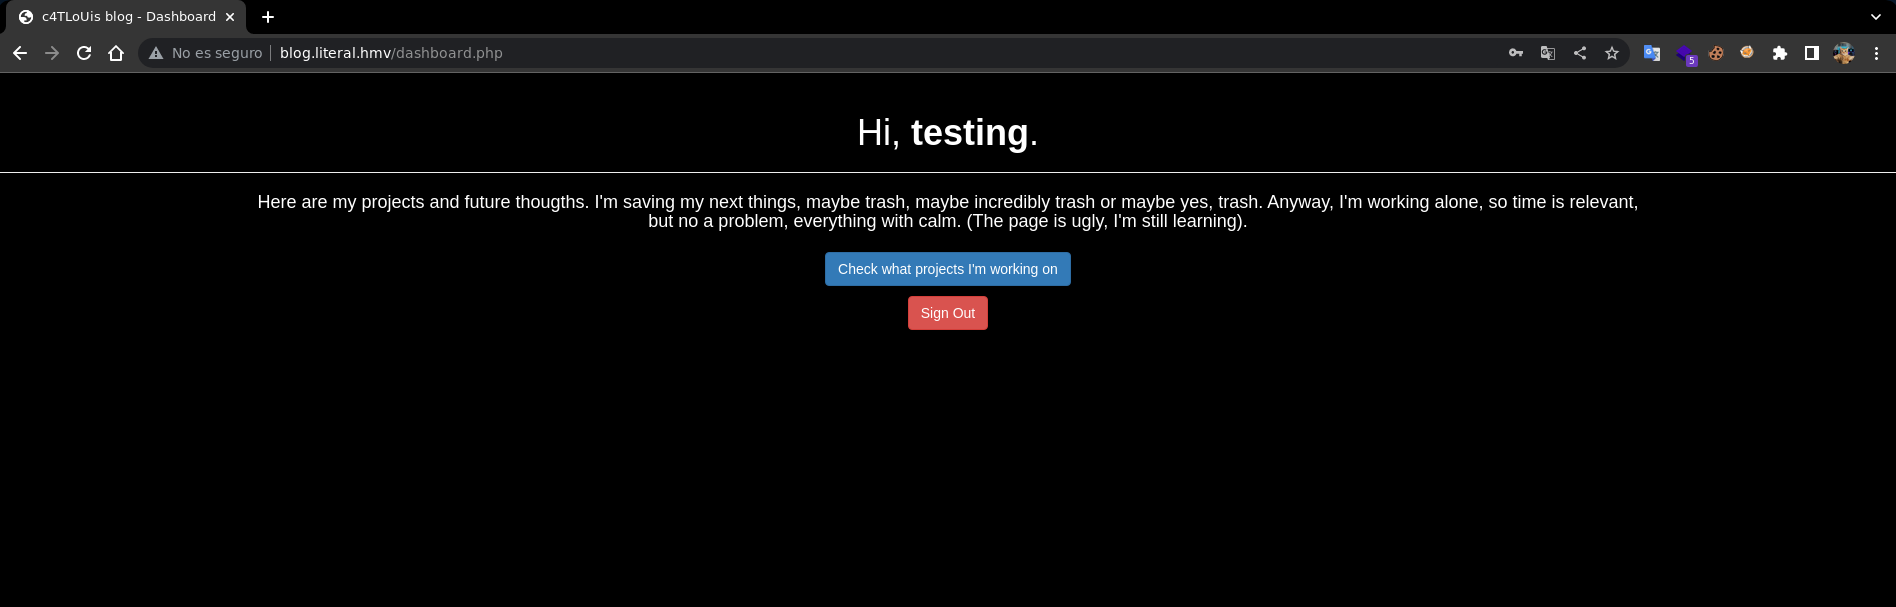 c4TLoUis blog - Dashboard
No es seguro blog.literal.hmv/dashboard.php
5
Hi, testing.
Here are my projects and future thougths. I'm saving my next things, maybe trash, maybe incredibly trash or maybe yes, trash. Anyway, I'm working alone, so time is relevant,
but no a problem, everything with calm. (The page is ugly, I'm still learning).
Check what projects I'm working on
Sign Out